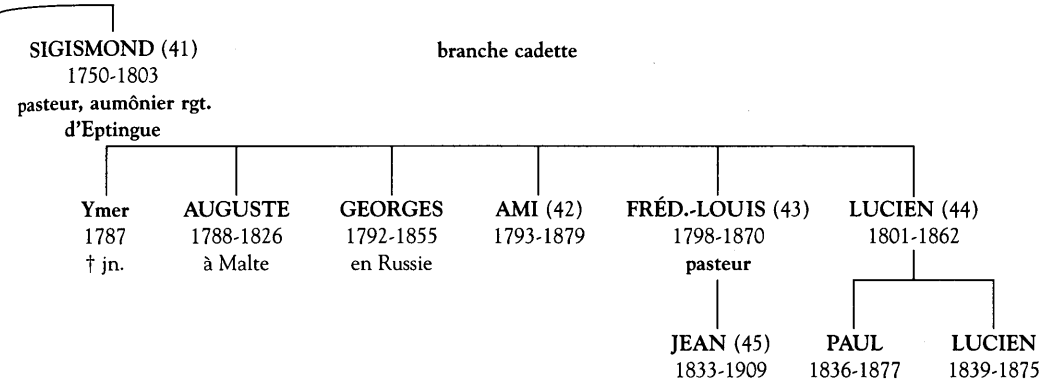 SIGISMOND (41)
branche cadette
1750-1803
pasteur, aumônier rgt.
d'Eptingue
Ymer
1787
† jn.
AUGUSTE
1788-1826
à Malte
GEORGES
1792-1855
en Russie
AMI (42)
1793-1879
FRÉD.-LOUIS (43)
1798-1870
pasteur
LUCIEN (44)
1801-1862
JEAN (45)
1833-1909
PAUL
1836-1877
LUCIEN
1839-1875